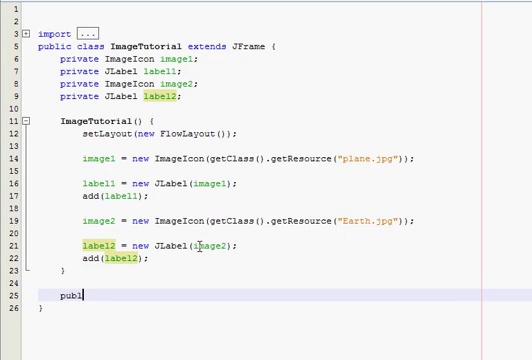 1
2
3 import ...
5 public class ImageTutorial extends JFrame {
6 private ImageIcon image1;
7 private JLabel label1;
8 private ImageIcon image2;
9 private JLabel label2;
10
11 ImageTutorial() {
12 setLayout(new FlowLayout());
13
14 image1 = new ImageIcon(getClass().getResource("plane.jpg"));
15
16 label1 = new JLabel(image1);
17 add(label1);
18
19 image2 = new ImageIcon(getClass().getResource("Earth.jpg"));
20
21 label2 = new JLabel(image2);
22 add(label2);
23 }
24
25 publ
26 }